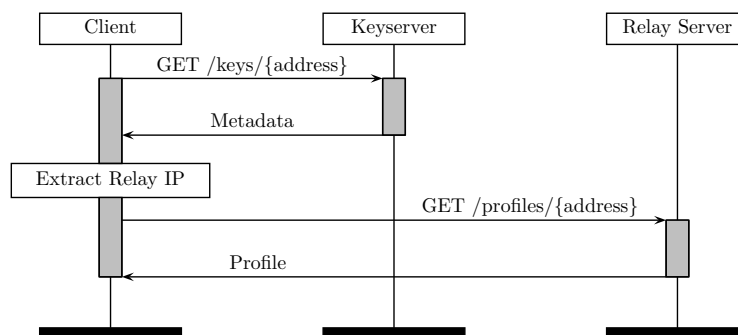 Client
Keyserver
Relay Server
GET /keys/{address}
Metadata
Extract Relay IP
GET /profiles/{address}
Profile